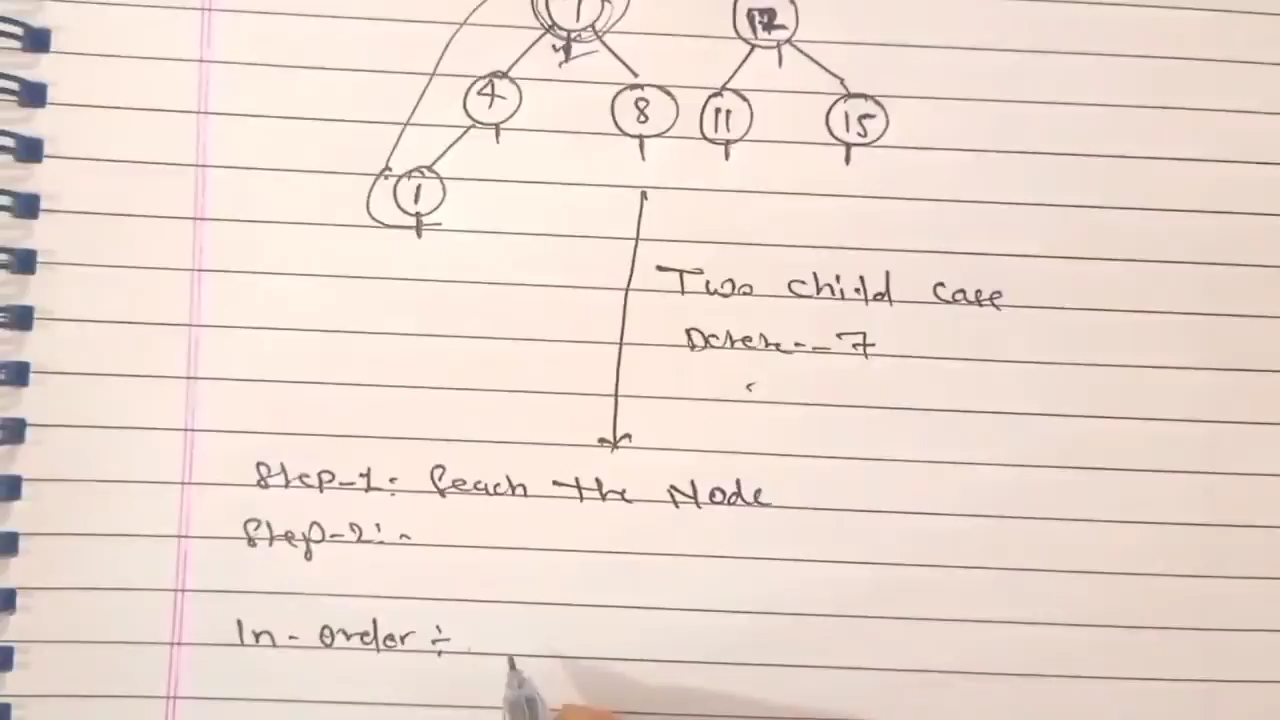 7 12
4 8 11 15
1
Two child case
7
Step-1: Reach the Node
Step-2:-
In-order :-